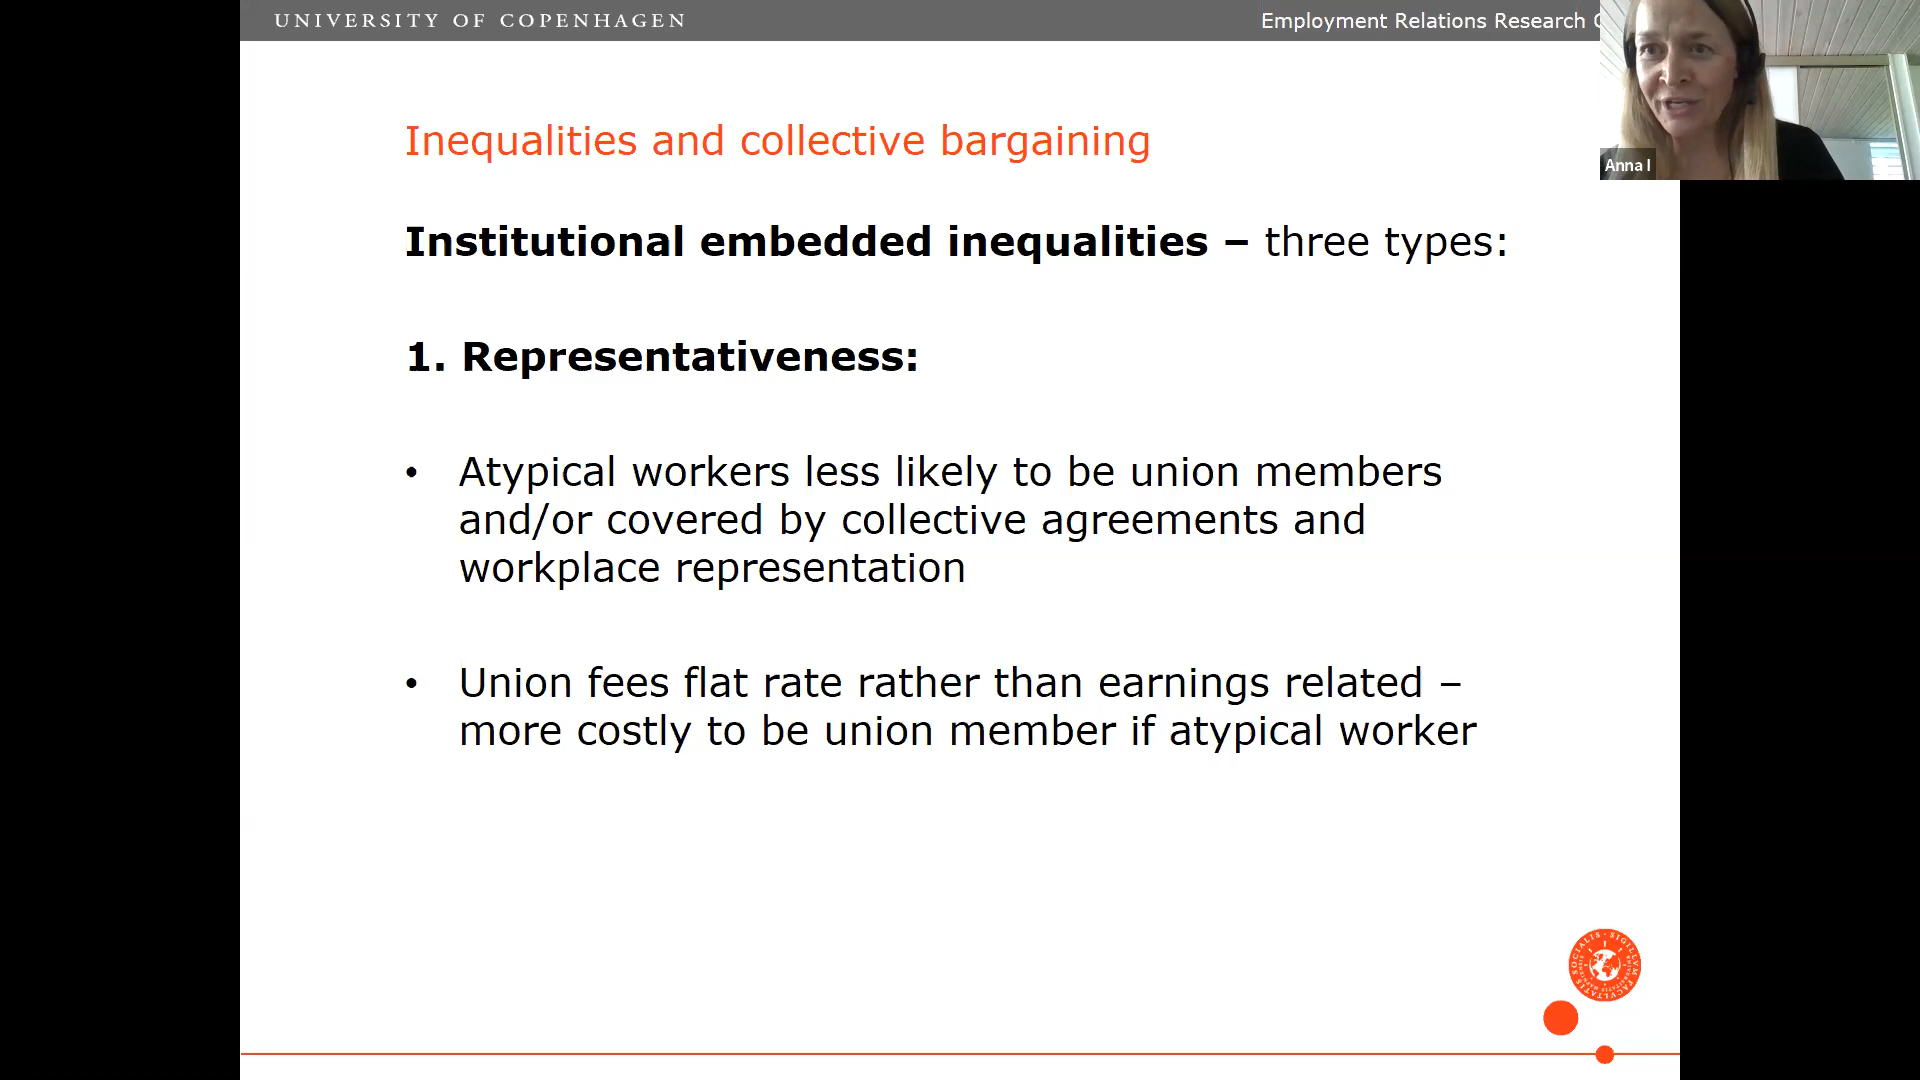 UNIVERSITY OF COPENHAGEN
Employment Relations Research
Anna I
Inequalities and collective bargaining
Institutional embedded inequalities – three types:
1. Representativeness:
• Atypical workers less likely to be union members
and/or covered by collective agreements and
workplace representation
• Union fees flat rate rather than earnings related –
more costly to be union member if atypical worker